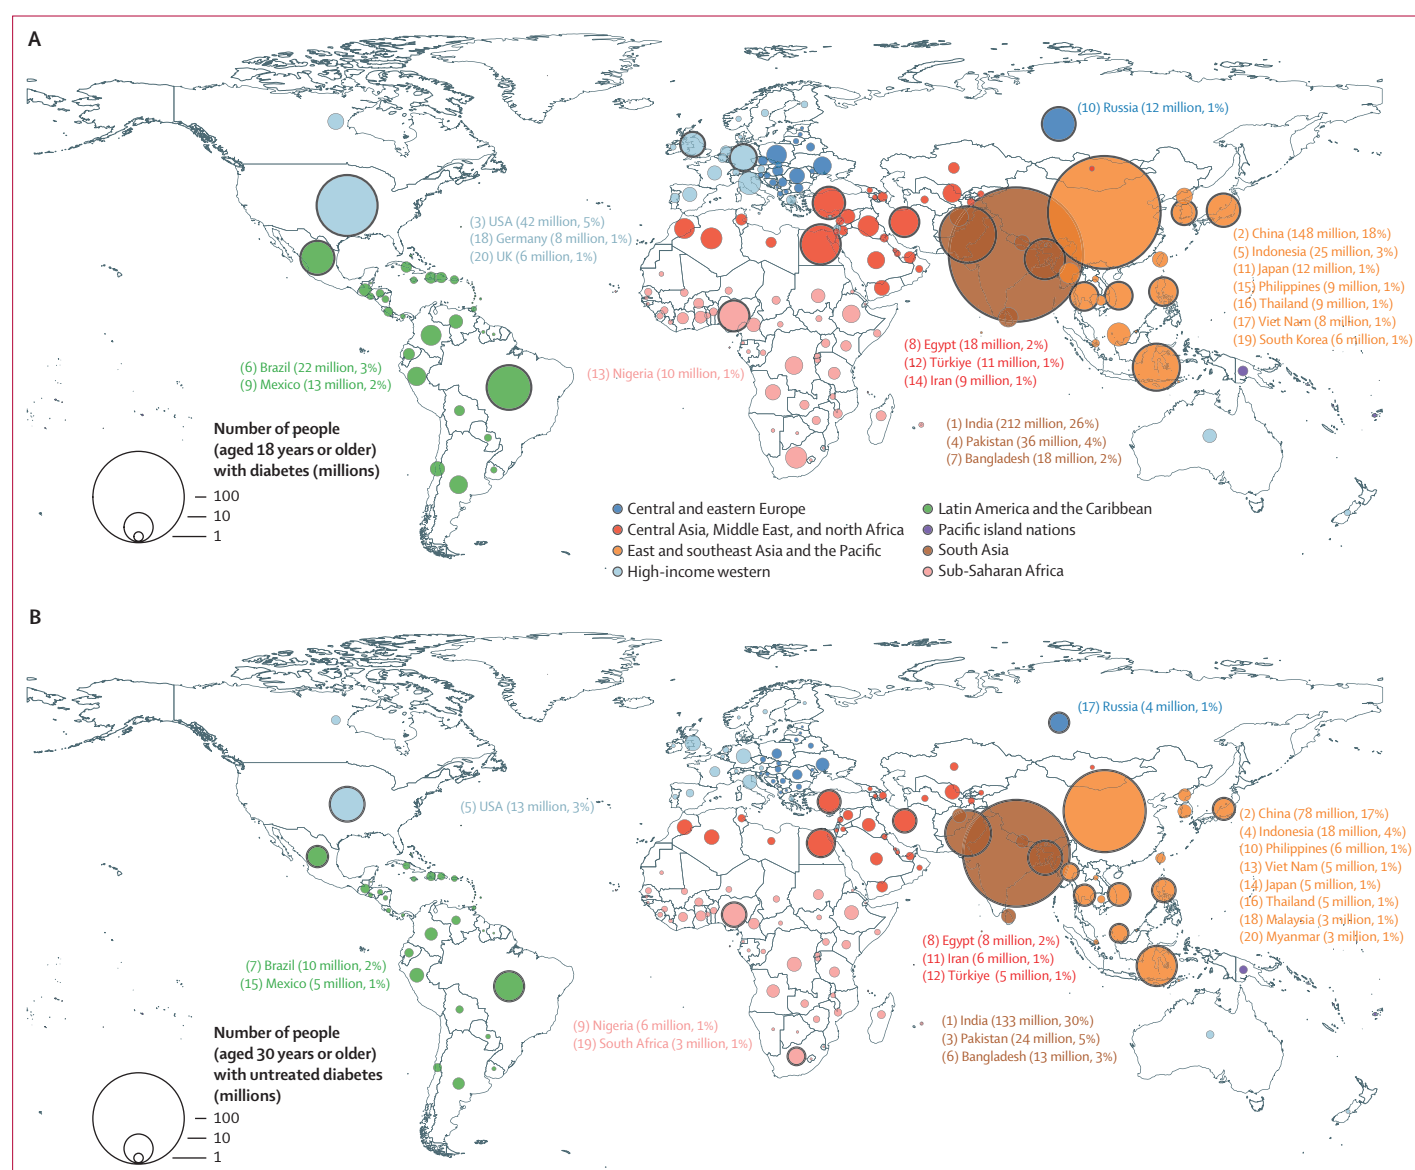 A
(10) Russia (12 million, 1%)
(3) USA (42 million, 5%)
(18) Germany (8 million, 1%)
(20) UK (6 million, 1%)
(2) China (148 million, 18%)
(5) Indonesia (25 million, 3%)
(11) Japan (12 million, 1%)
(15) Philippines (9 million, 1%)
(16) Thailand (9 million, 1%)
(17) Viet Nam (8 million, 1%)
(19) South Korea (6 million, 1%)
(8) Egypt (18 million, 2%)
(12) Türkiye (11 million, 1%)
(14) Iran (9 million, 1%)
(6) Brazil (22 million, 3%)
(9) Mexico (13 million, 2%)
(13) Nigeria (10 million, 1%)
(1) India (212 million, 26%)
(4) Pakistan (36 million, 4%)
(7) Bangladesh (18 million, 2%)
Number of people
(aged 18 years or older)
with diabetes (millions)
100
10
1
Central and eastern Europe
Central Asia, Middle East, and north Africa
East and southeast Asia and the Pacific
High-income western
Latin America and the Caribbean
Pacific island nations
South Asia
Sub-Saharan Africa
B
(17) Russia (4 million, 1%)
(5) USA (13 million, 3%)
(2) China (78 million, 17%)
(4) Indonesia (18 million, 4%)
(10) Philippines (6 million, 1%)
(13) Viet Nam (5 million, 1%)
(14) Japan (5 million, 1%)
(16) Thailand (5 million, 1%)
(18) Malaysia (3 million, 1%)
(20) Myanmar (3 million, 1%)
(8) Egypt (8 million, 2%)
(11) Iran (6 million, 1%)
(12) Türkiye (5 million, 1%)
(7) Brazil (10 million, 2%)
(15) Mexico (5 million, 1%)
(9) Nigeria (6 million, 1%)
(19) South Africa (3 million, 1%)
(1) India (133 million, 30%)
(3) Pakistan (24 million, 5%)
(6) Bangladesh (13 million, 3%)
Number of people
(aged 30 years or older)
with untreated diabetes
(millions)
100
10
1